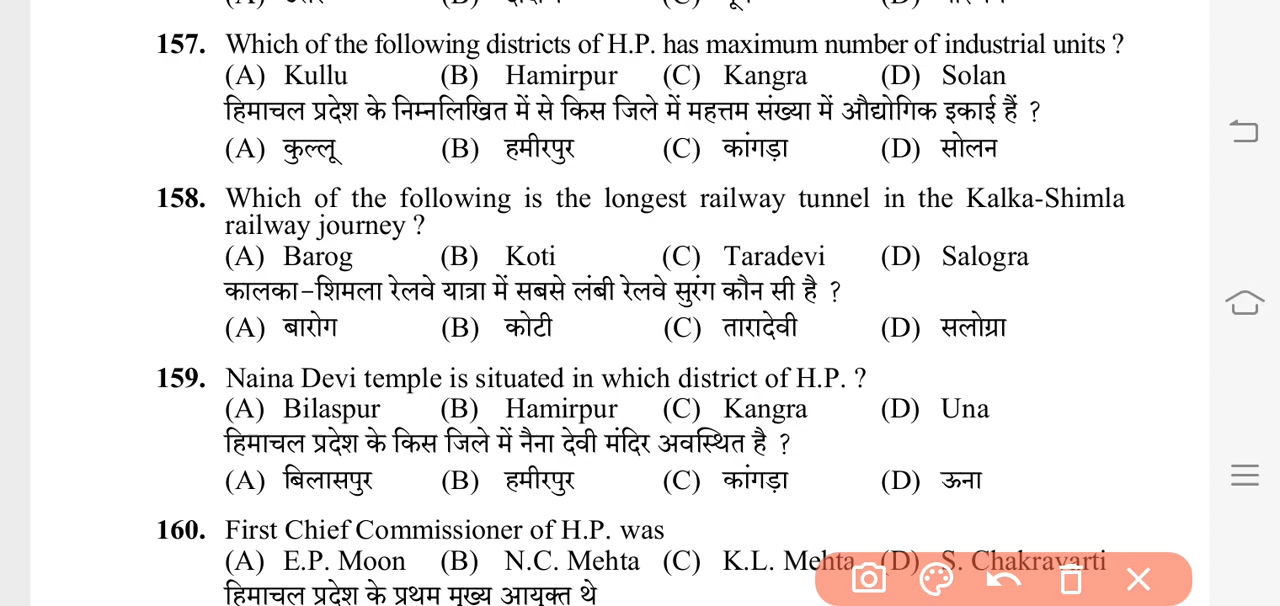 157. Which of the following districts of H.P. has maximum number of industrial units ?
(A) Kullu (B) Hamirpur (C) Kangra (D) Solan
हिमाचल प्रदेश के निम्नलिखित में से किस जिले में महत्तम संख्या में औद्योगिक इकाई हैं ?
(A) कुल्लू (B) हमीरपुर (C) कांगड़ा (D) सोलन
158. Which of the following is the longest railway tunnel in the Kalka-Shimla
railway journey ?
(A) Barog (B) Koti (C) Taradevi (D) Salogra
कालका-शिमला रेलवे यात्रा में सबसे लंबी रेलवे सुरंग कौन सी है ?
(A) बारोग (B) कोटी (C) तारादेवी (D) सलोग्रा
159. Naina Devi temple is situated in which district of H.P. ?
(A) Bilaspur (B) Hamirpur (C) Kangra (D) Una
हिमाचल प्रदेश के किस जिले में नैना देवी मंदिर अवस्थित है ?
(A) बिलासपुर (B) हमीरपुर (C) कांगड़ा (D) ऊना
160. First Chief Commissioner of H.P. was
(A) E.P. Moon (B) N.C. Mehta (C) K.L. Mehta (D) S. Chakravarti
हिमाचल प्रदेश के प्रथम मुख्य आयुक्त थे